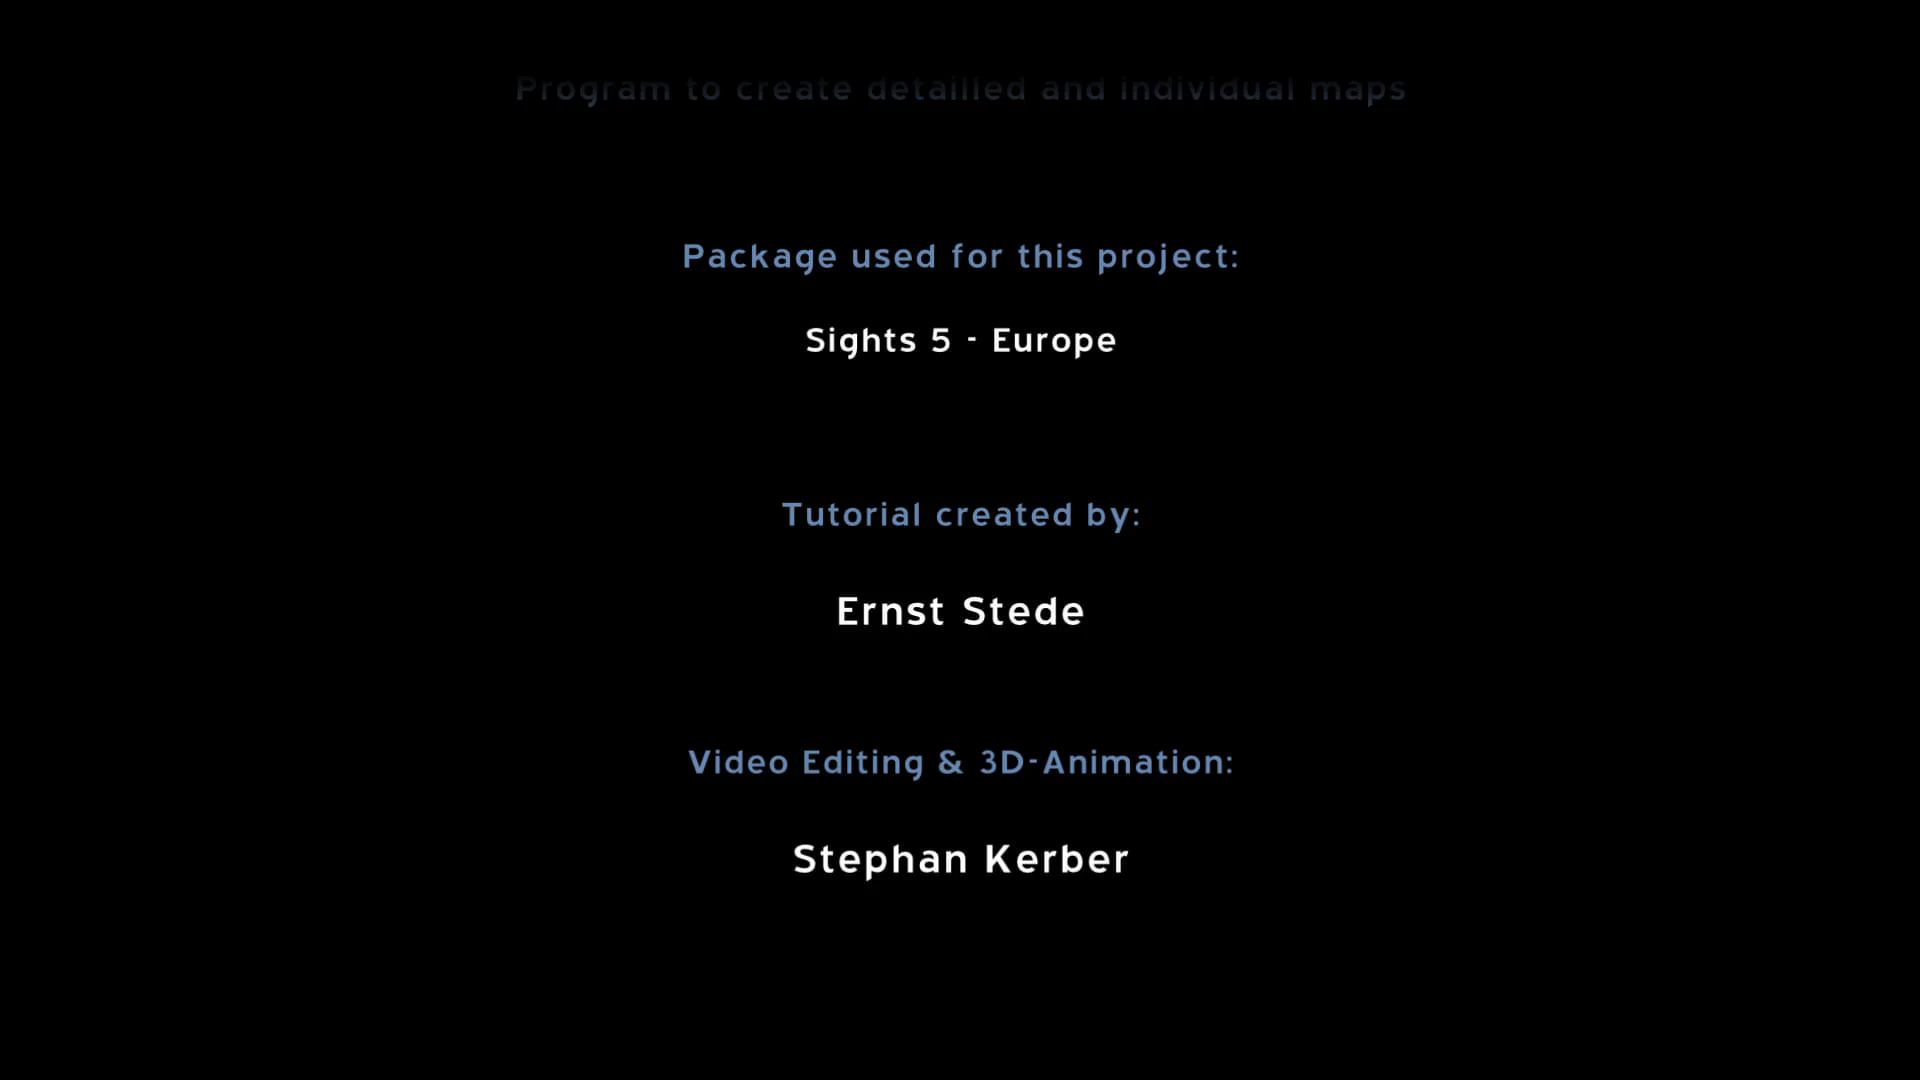 Program to create detailled and individual maps
Package used for this project:
Sights 5 - Europe
Tutorial created by:
Ernst Stede
Video Editing & 3D-Animation:
Stephan Kerber